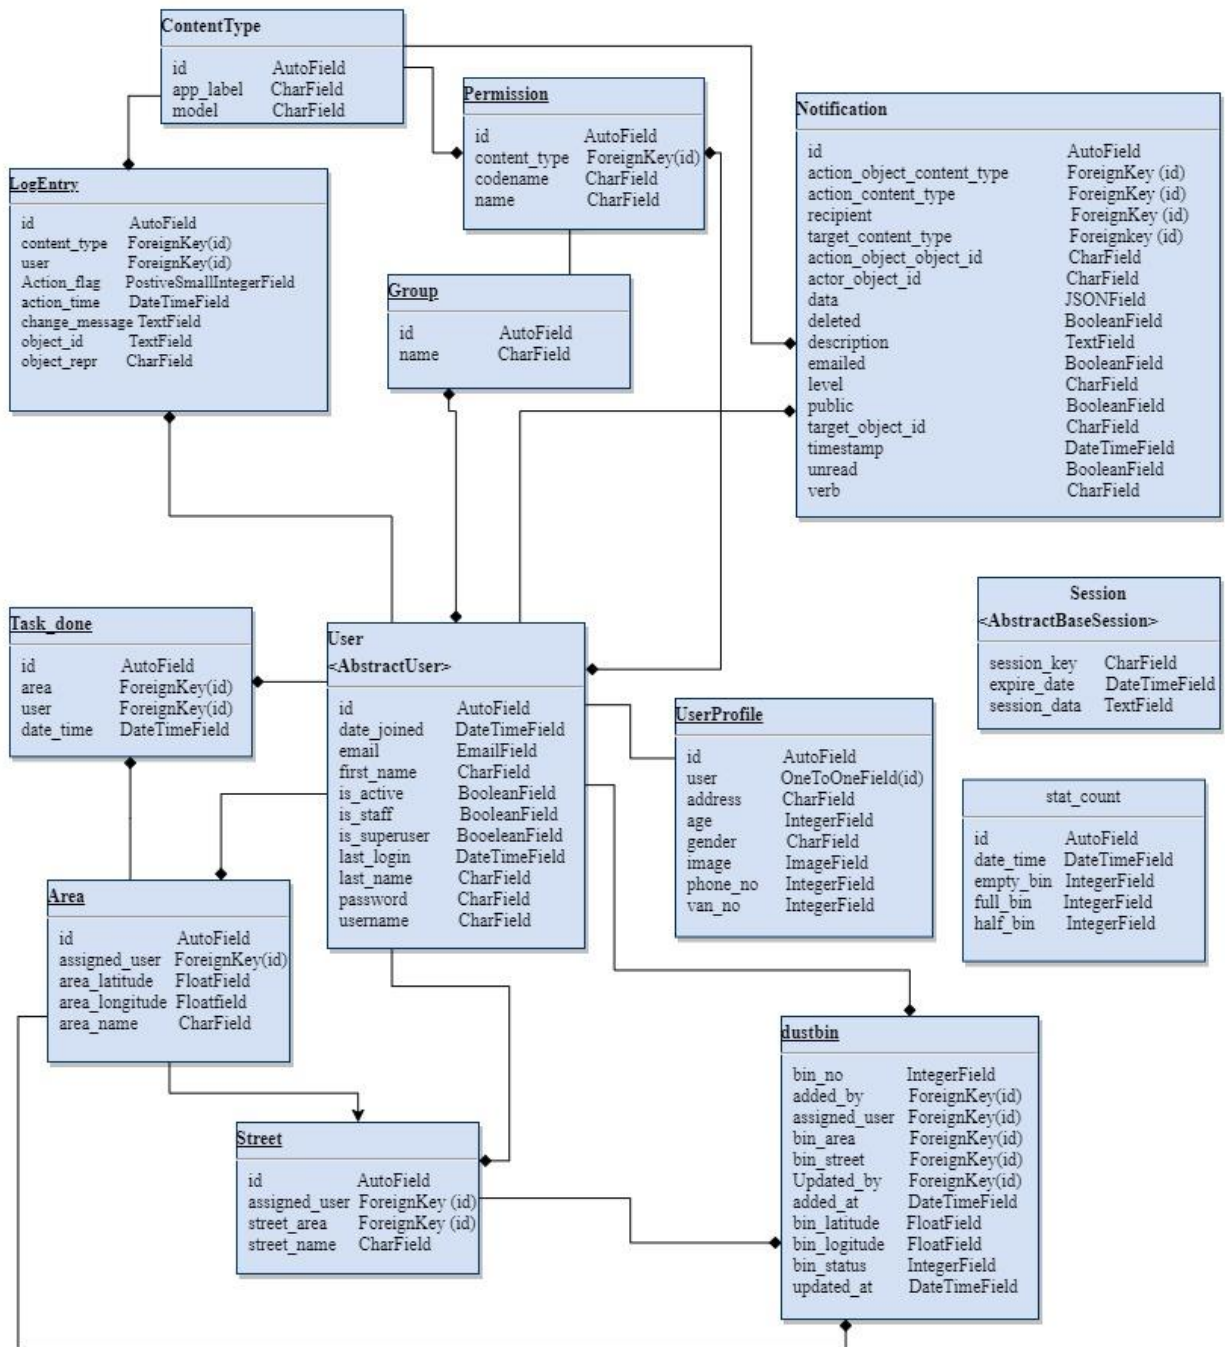 ContentType
id AutoField
app_label CharField
model CharField
Permission
id AutoField
content_type ForeignKey(id)
codename CharField
name CharField
Notification
id AutoField
action_object_content_type ForeignKey (id)
action_content_type ForeignKey (id)
recipient ForeignKey (id)
target_content_type Foreignkey (id)
action_object_object_id CharField
actor_object_id CharField
data JSONField
deleted BooleanField
description TextField
emailed BooleanField
level CharField
public BooleanField
target_object_id CharField
timestamp DateTimeField
unread BooleanField
verb CharField
LogEntry
id AutoField
content_type ForeignKey(id)
user ForeignKey(id)
Action_flag PostiveSmallIntegerField
action_time DateTimeField
change_message TextField
object_id TextField
object_repr CharField
Group
id AutoField
name CharField
Session
<AbstractBaseSession>
session_key CharField
expire_date DateTimeField
session_data TextField
Task_done
id AutoField
area ForeignKey(id)
user ForeignKey(id)
date_time DateTimeField
User
<AbstractUser>
id AutoField
date_joined DateTimeField
email EmailField
first_name CharField
is_active BooleanField
is_staff BooleanField
is_superuser BooeleanField
last_login DateTimeField
last_name CharField
password CharField
username CharField
UserProfile
id AutoField
user OneToOneField(id)
address CharField
age IntegerField
gender CharField
image ImageField
phone_no IntegerField
van_no IntegerField
stat_count
id AutoField
date_time DateTimeField
empty_bin IntegerField
full_bin IntegerField
half_bin IntegerField
Area
id AutoField
assigned_user ForeignKey(id)
area_latitude FloatField
area_longitude Floatfield
area_name CharField
dustbin
bin_no IntegerField
added_by ForeignKey(id)
assigned_user ForeignKey(id)
bin_area ForeignKey(id)
bin_street ForeignKey(id)
Updated_by ForeignKey(id)
added_at DateTimeField
bin_latitude FloatField
bin_logitude FloatField
bin_status IntegerField
updated_at DateTimeField
Street
id AutoField
assigned_user ForeignKey (id)
street_area ForeignKey (id)
street_name CharField